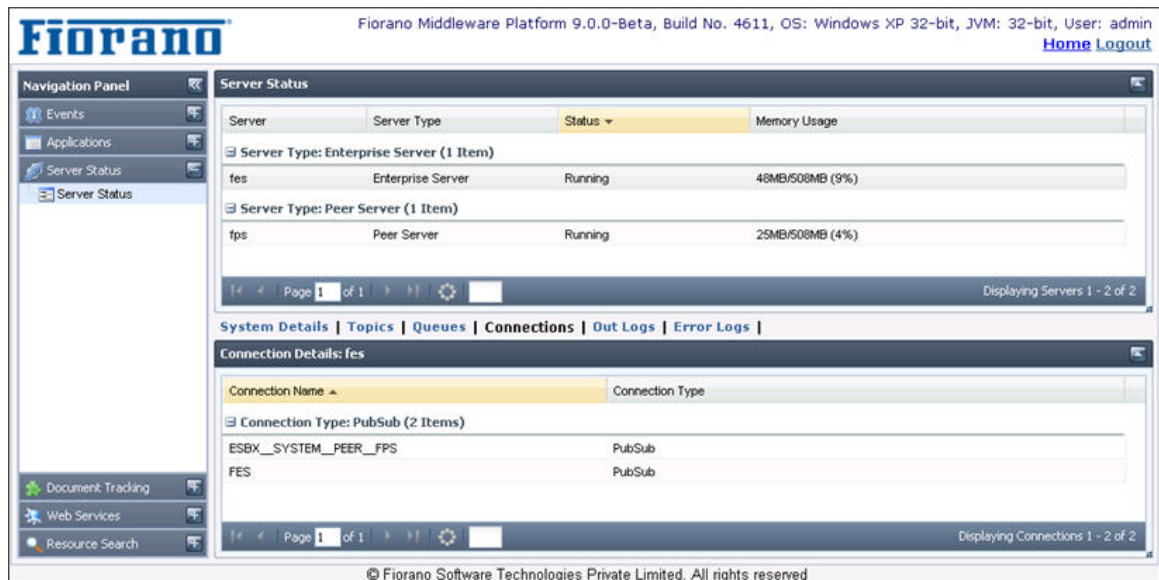 Fiorano
Fiorano Middleware Platform 9.0.0-Beta, Build No. 4611, OS: Windows XP 32-bit, JVM: 32-bit, User: admin
Home Logout
Navigation Panel
Events
Applications
Server Status
Server Status
Document Tracking
Web Services
Resource Search
Server Status
Server Server Type Status Memory Usage
Server Type: Enterprise Server (1 Item)
fes Enterprise Server Running 48MB/508MB (9%)
Server Type: Peer Server (1 Item)
fps Peer Server Running 25MB/508MB (4%)
Page 1 of 1 Displaying Servers 1 - 2 of 2
System Details | Topics | Queues | Connections | Out Logs | Error Logs |
Connection Details: fes
Connection Name Connection Type
Connection Type: PubSub (2 Items)
ESBX__SYSTEM__PEER__FPS PubSub
FES PubSub
Page 1 of 1 Displaying Connections 1 - 2 of 2
© Fiorano Software Technologies Private Limited. All rights reserved